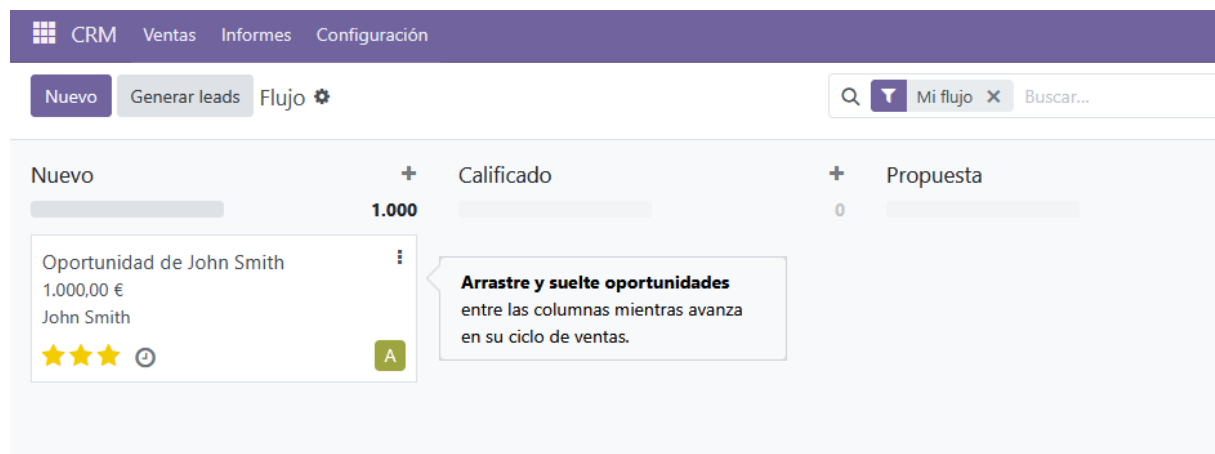 CRM Ventas Informes Configuración
Nuevo Generar leads Flujo Mi flujo Buscar...
Nuevo Calificado Propuesta
1.000 0
Oportunidad de John Smith
1.000,00 €
John Smith
A
Arrastre y suelte oportunidades
entre las columnas mientras avanza
en su ciclo de ventas.